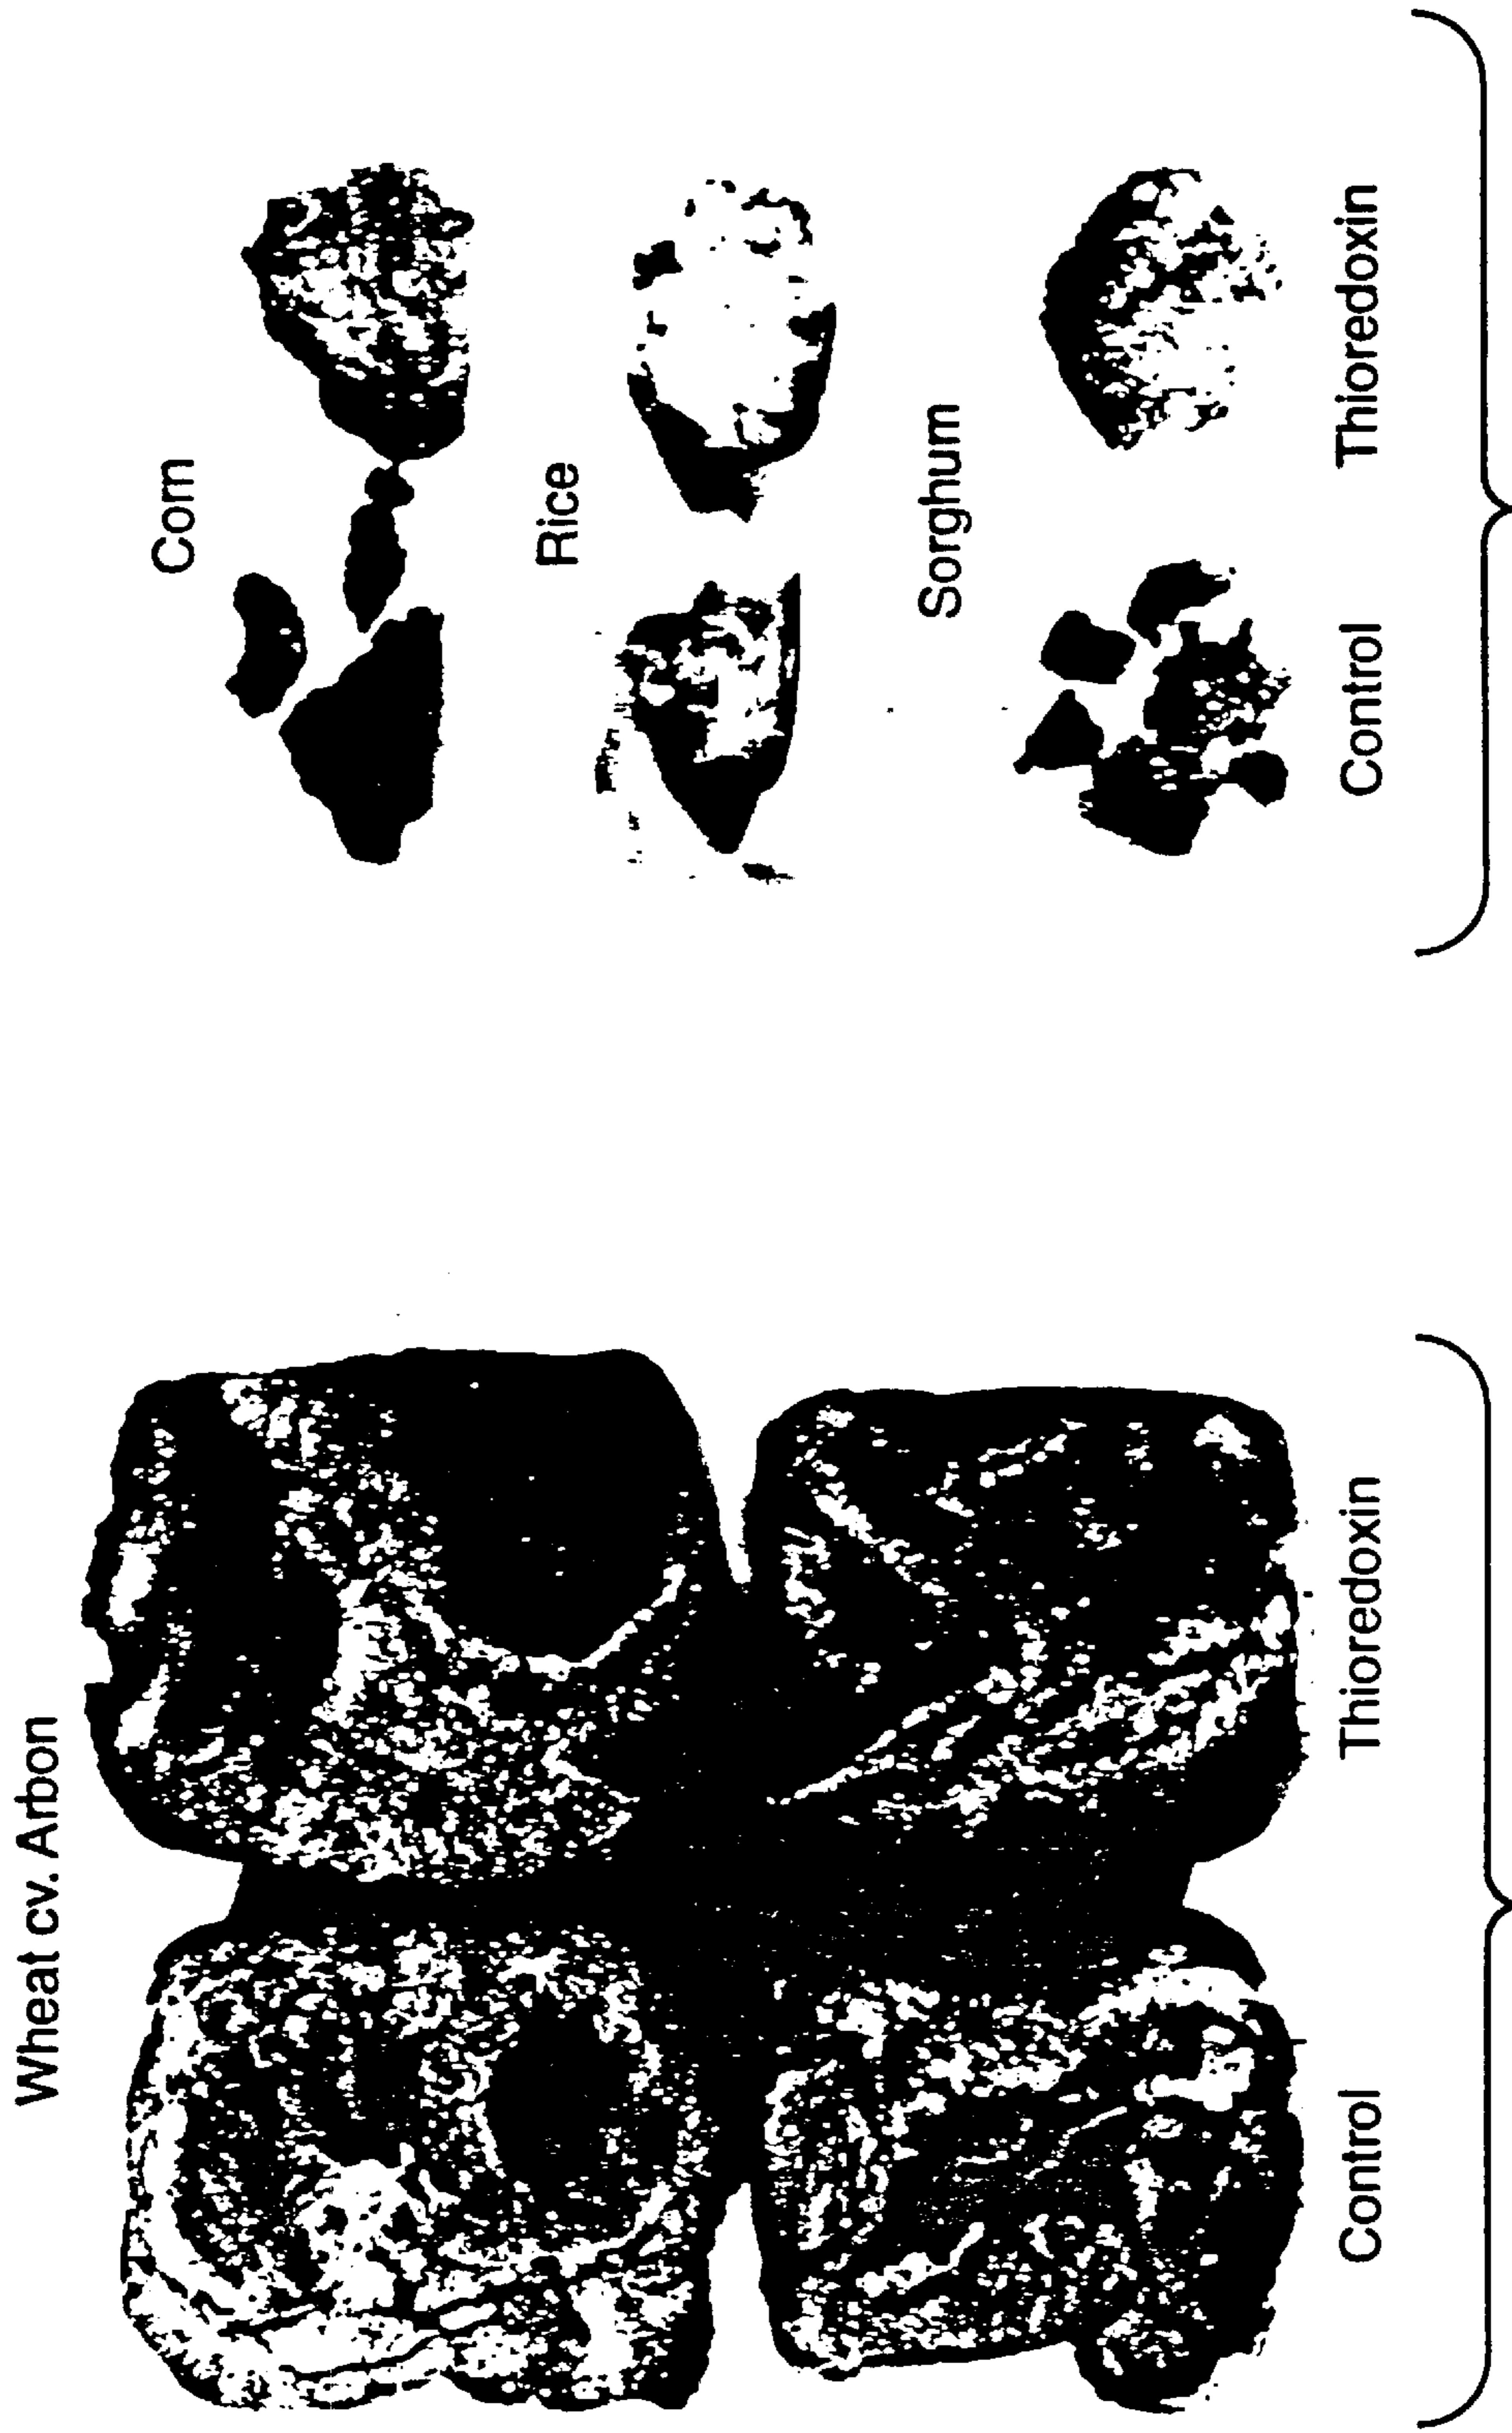 Wheat cv. Arbon
Control Thioredoxin
Corn
Rice
Sorghum
Control Thioredoxin